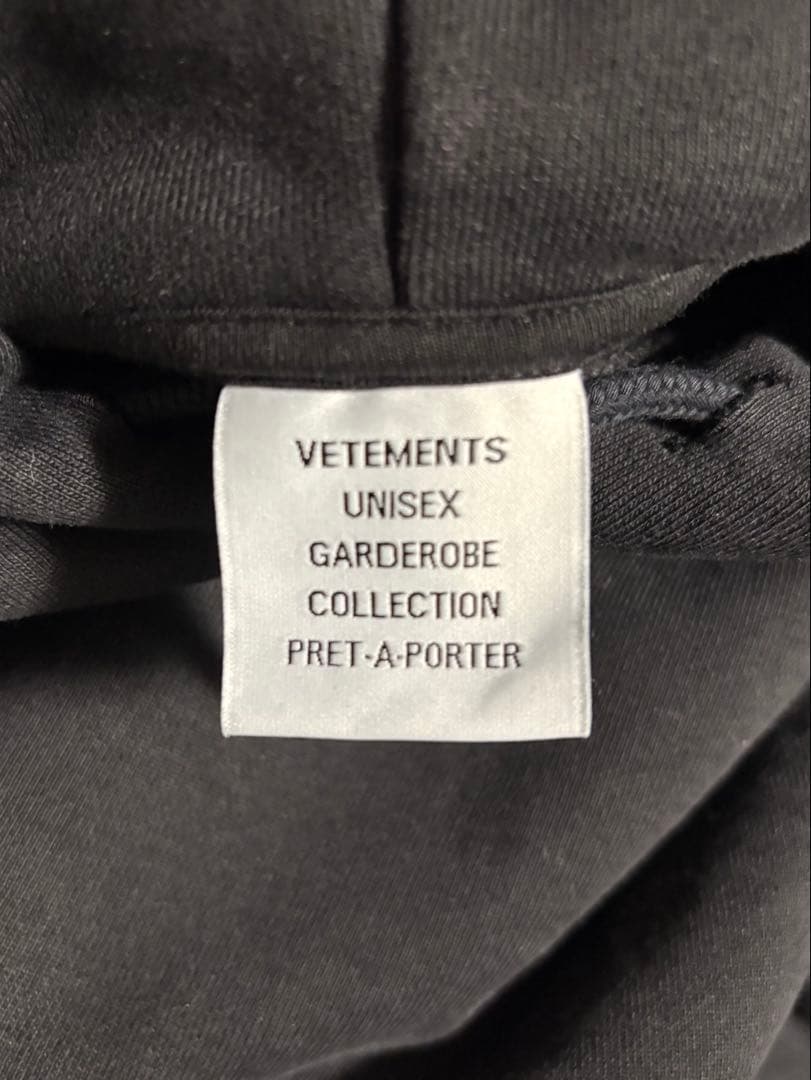 VETEMENTS
UNISEX
GARDEROBE
COLLECTION
PRET-A-PORTER